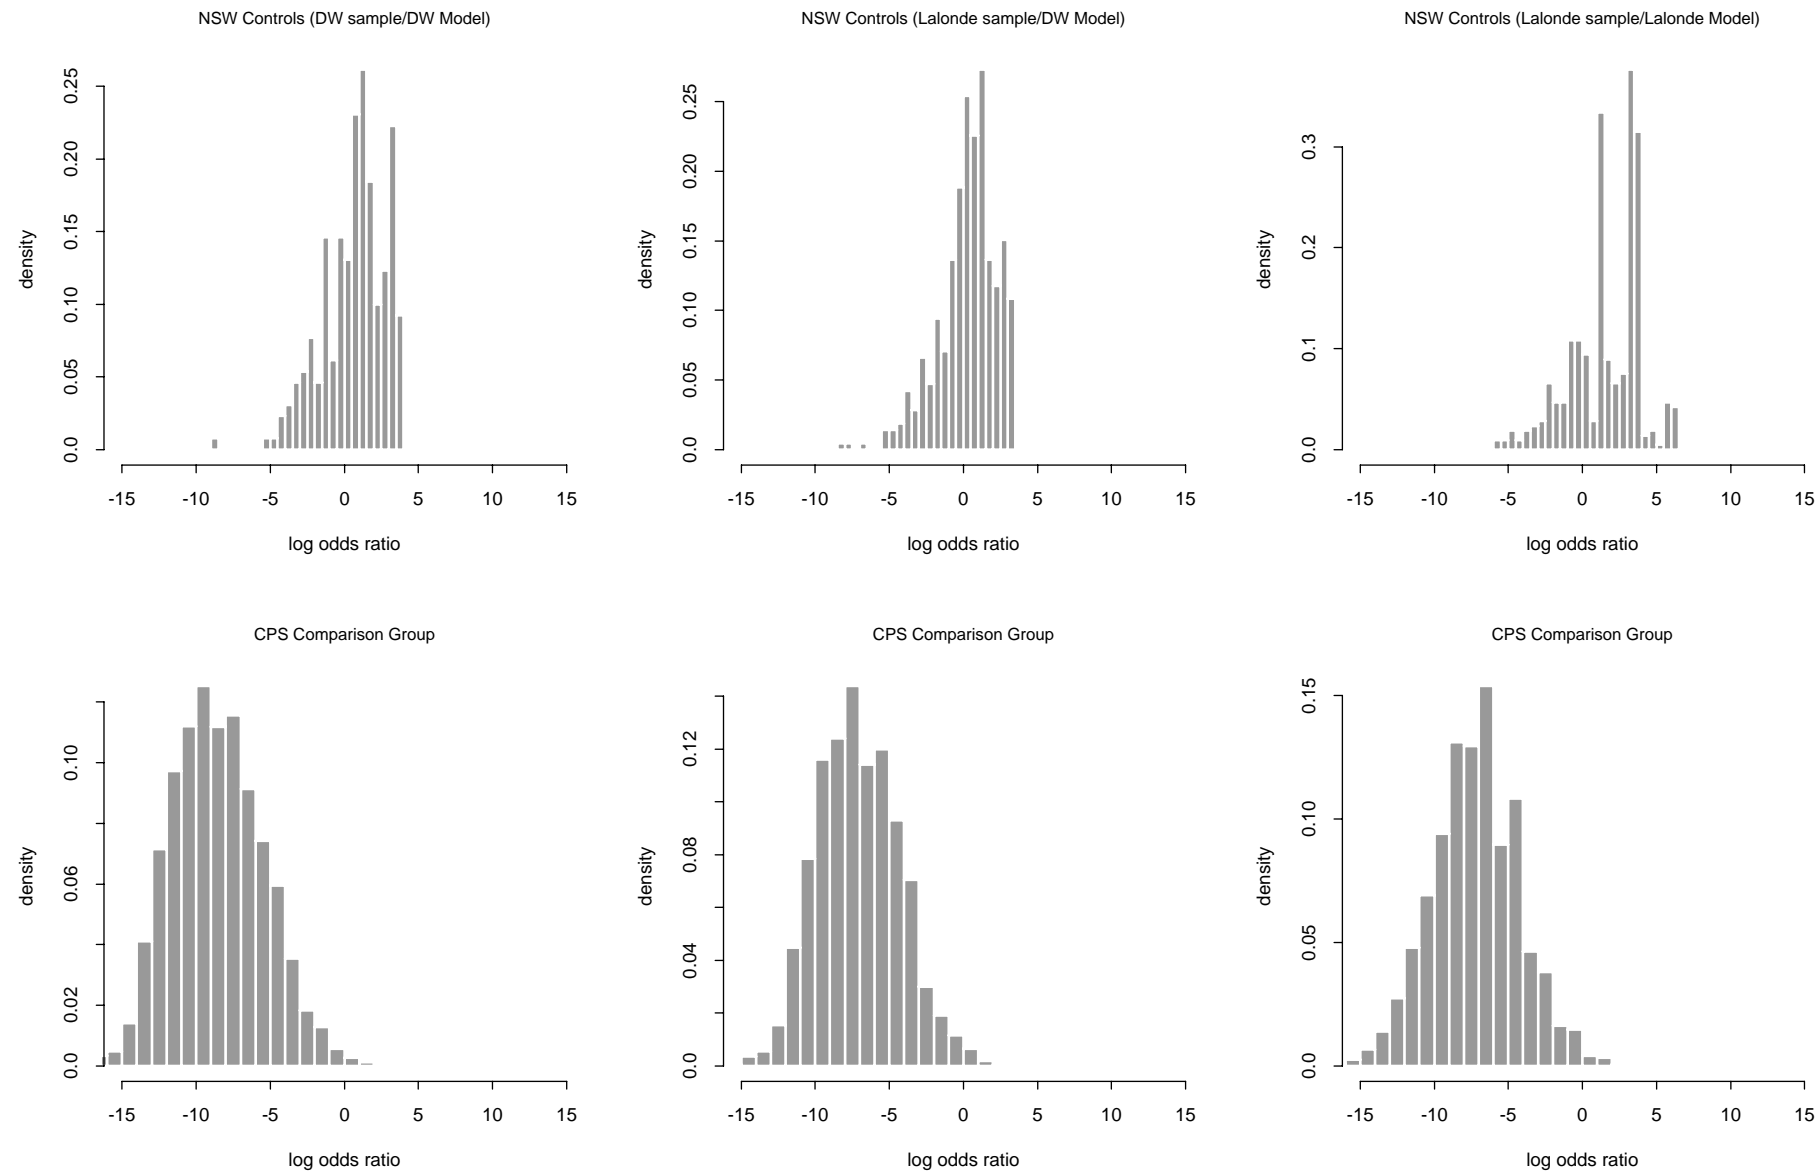 NSW Controls (DW sample/DW Model)
density
0.0 0.05 0.10 0.15 0.20 0.25
-15 -10 -5 0 5 10 15
log odds ratio
NSW Controls (Lalonde sample/DW Model)
density
0.0 0.05 0.10 0.15 0.20 0.25
-15 -10 -5 0 5 10 15
log odds ratio
NSW Controls (Lalonde sample/Lalonde Model)
density
0.0 0.1 0.2 0.3
-15 -10 -5 0 5 10 15
log odds ratio
CPS Comparison Group
density
0.0 0.02 0.06 0.10
-15 -10 -5 0 5 10 15
log odds ratio
CPS Comparison Group
density
0.0 0.04 0.08 0.12
-15 -10 -5 0 5 10 15
log odds ratio
CPS Comparison Group
density
0.0 0.05 0.10 0.15
-15 -10 -5 0 5 10 15
log odds ratio